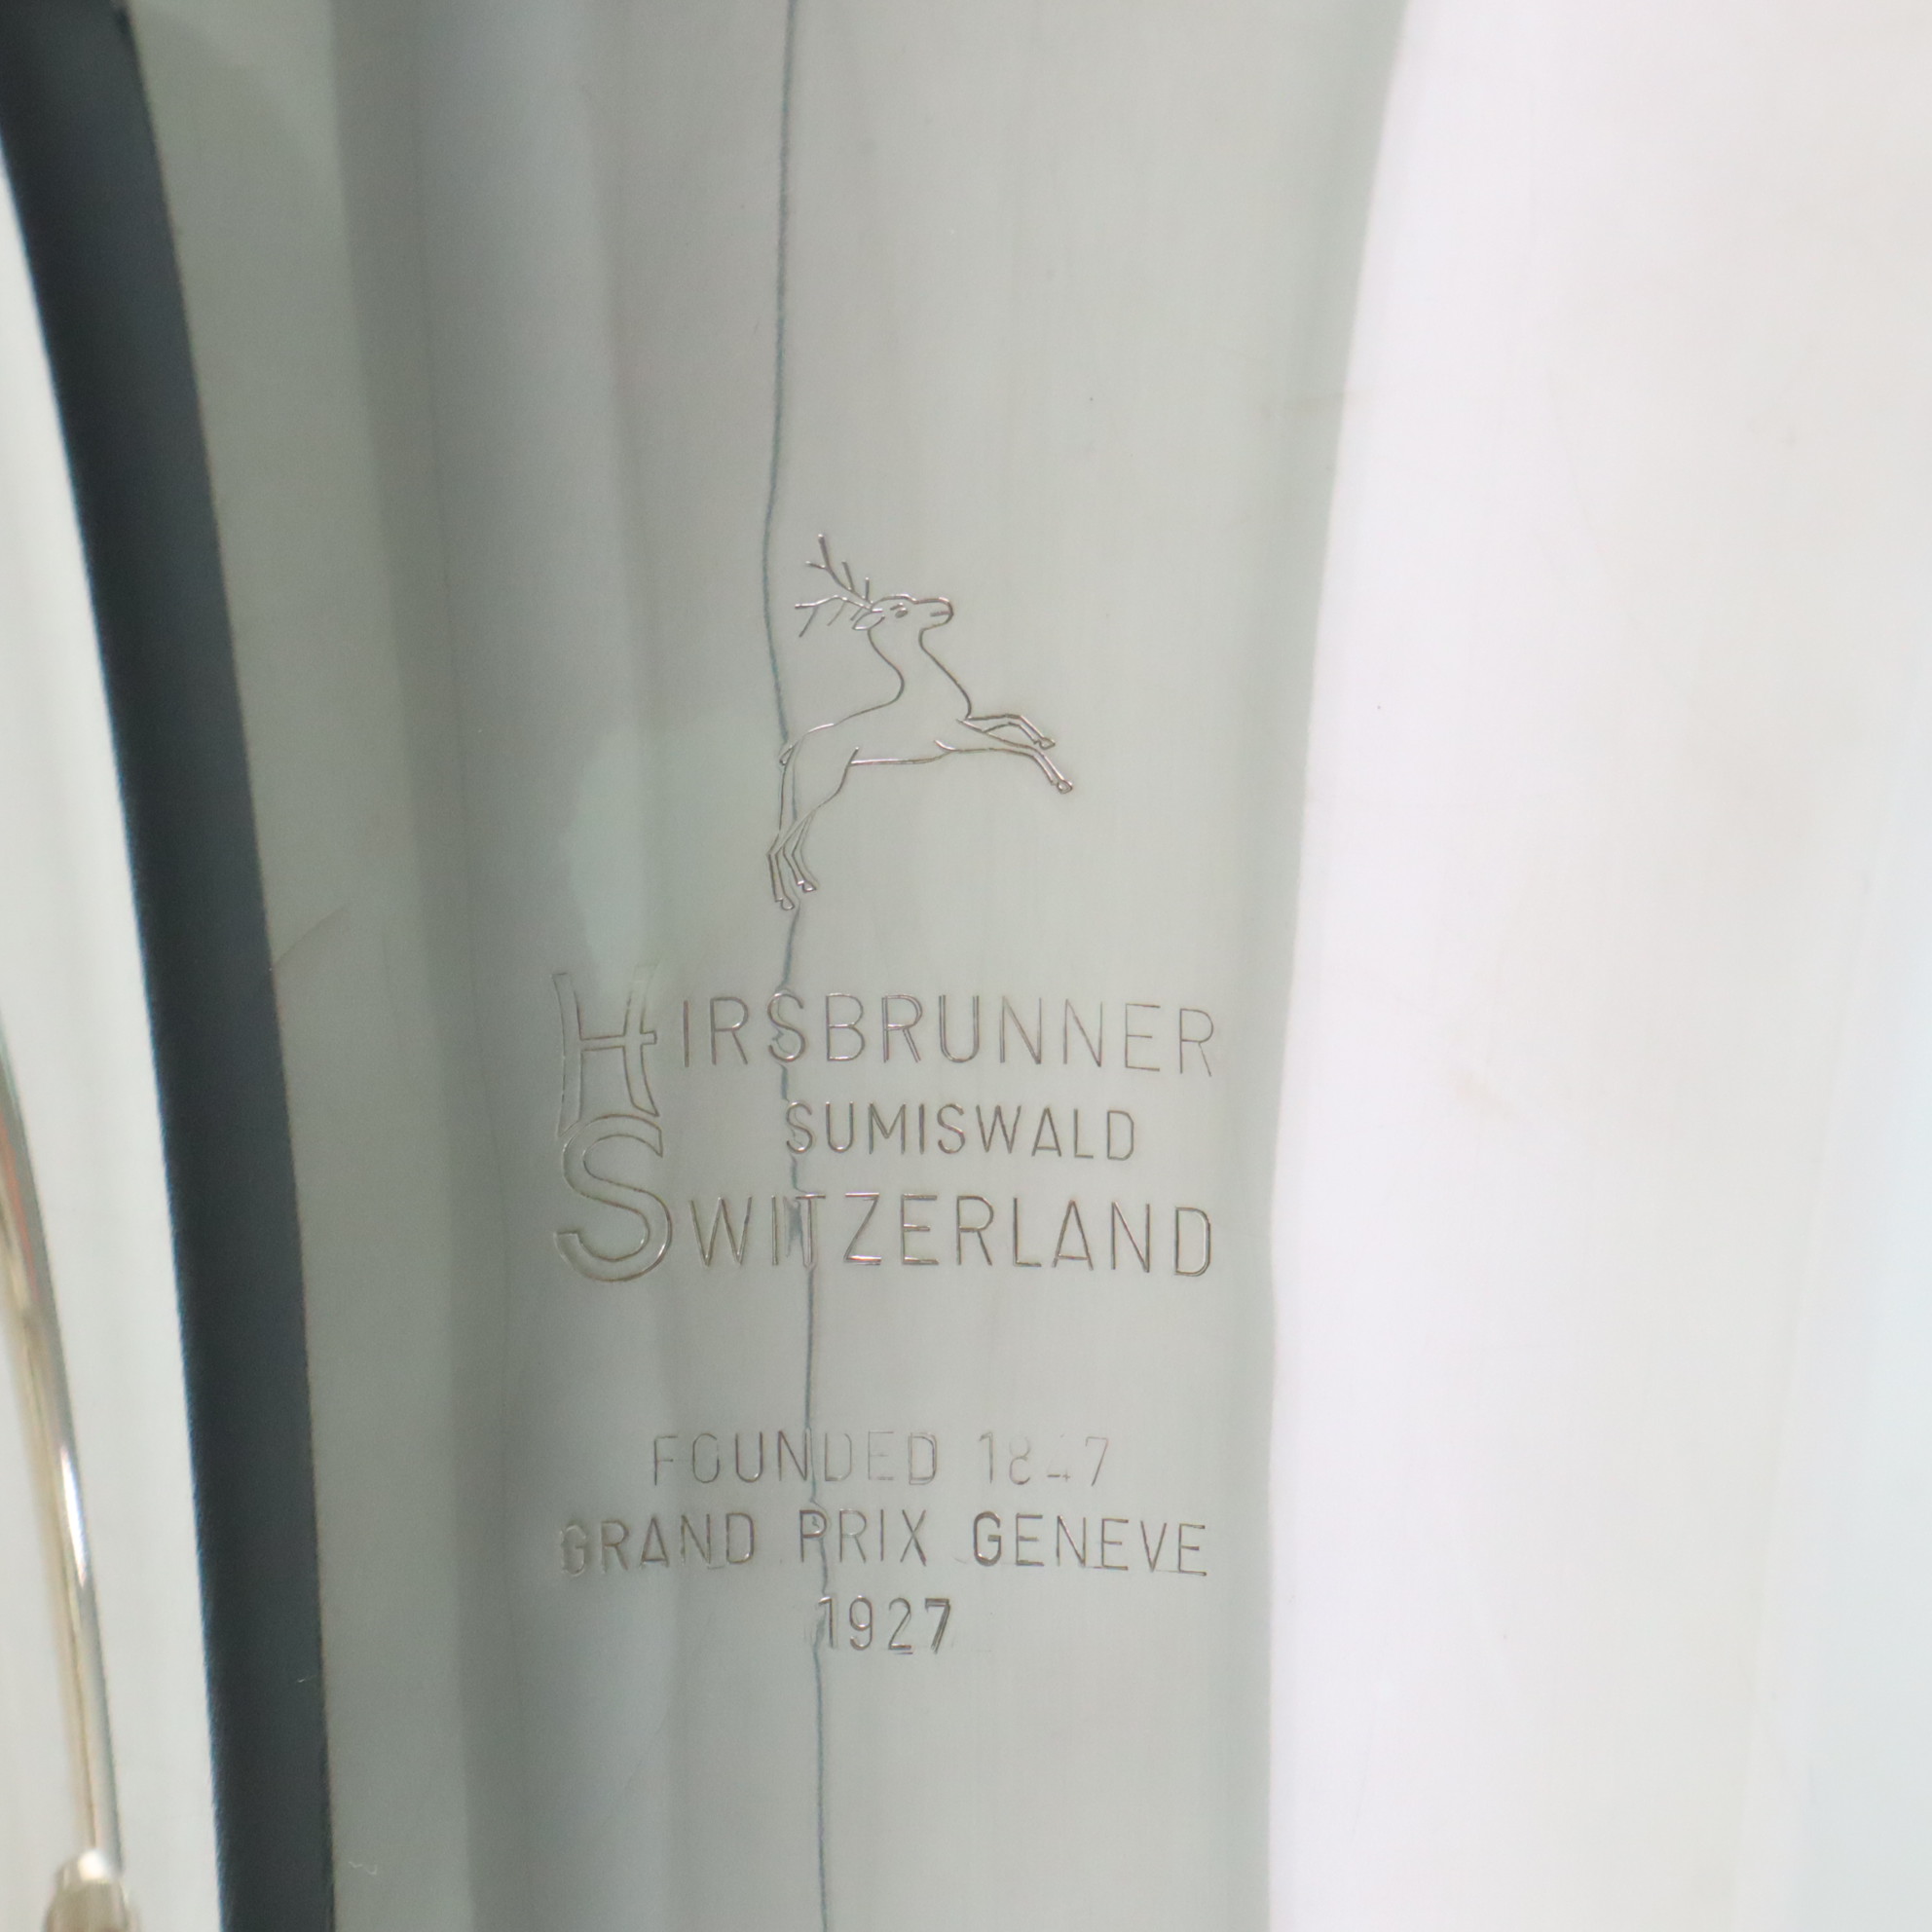 HIRSBRUNNER
SUMISWALD
SWITZERLAND
FOUNDED 1847
GRAND PRIX GENEVE
1927